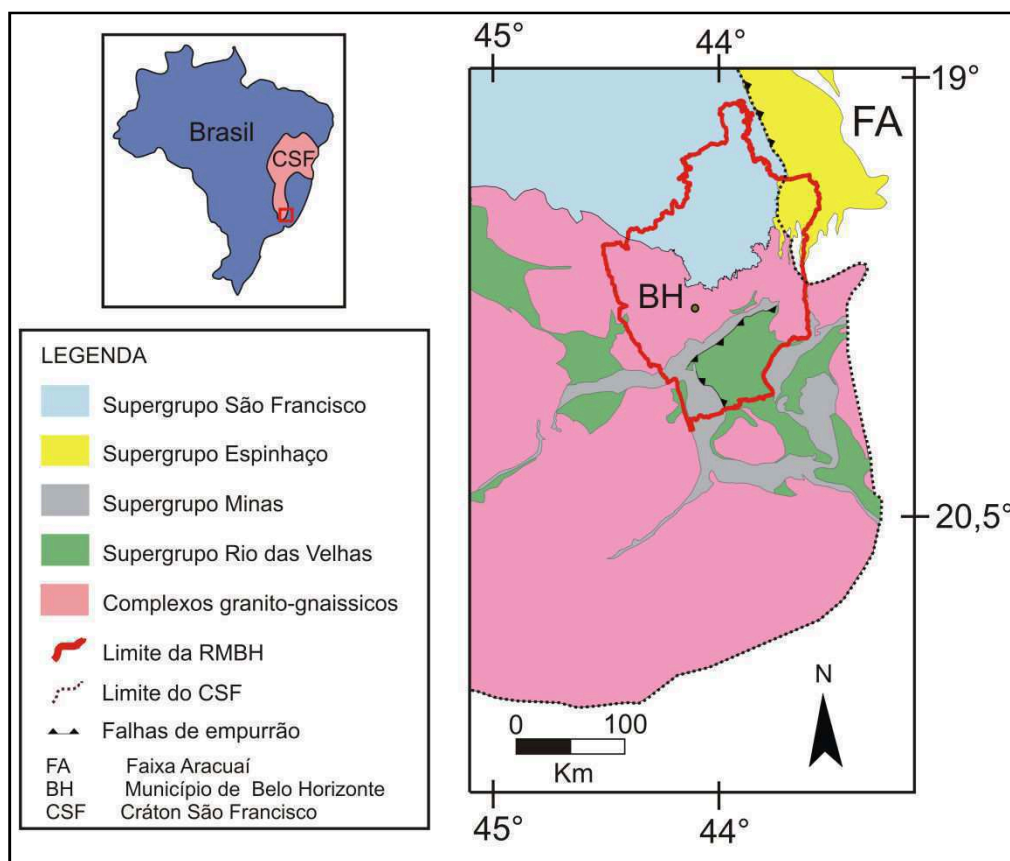 Brasil
CSF
LEGENDA
Supergrupo São Francisco
Supergrupo Espinhaço
Supergrupo Minas
Supergrupo Rio das Velhas
Complexos granito-gnaissicos
Limite da RMBH
Limite do CSF
Falhas de empurrão
FA Faixa Aracuaí
BH Município de Belo Horizonte
CSF Cráton São Francisco
45° 44°
19°
FA
BH
20,5°
N
0 100
Km
45° 44°